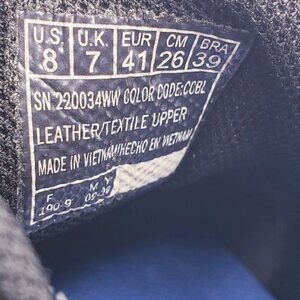 U.S. U.K. EUR CM BRA
8 7 41 26 39
SN 220034WW COLOR CODE:CCBL
LEATHER/TEXTILE UPPER
MADE IN VIETNAM/HECHO EN VIETNAM
F M Y